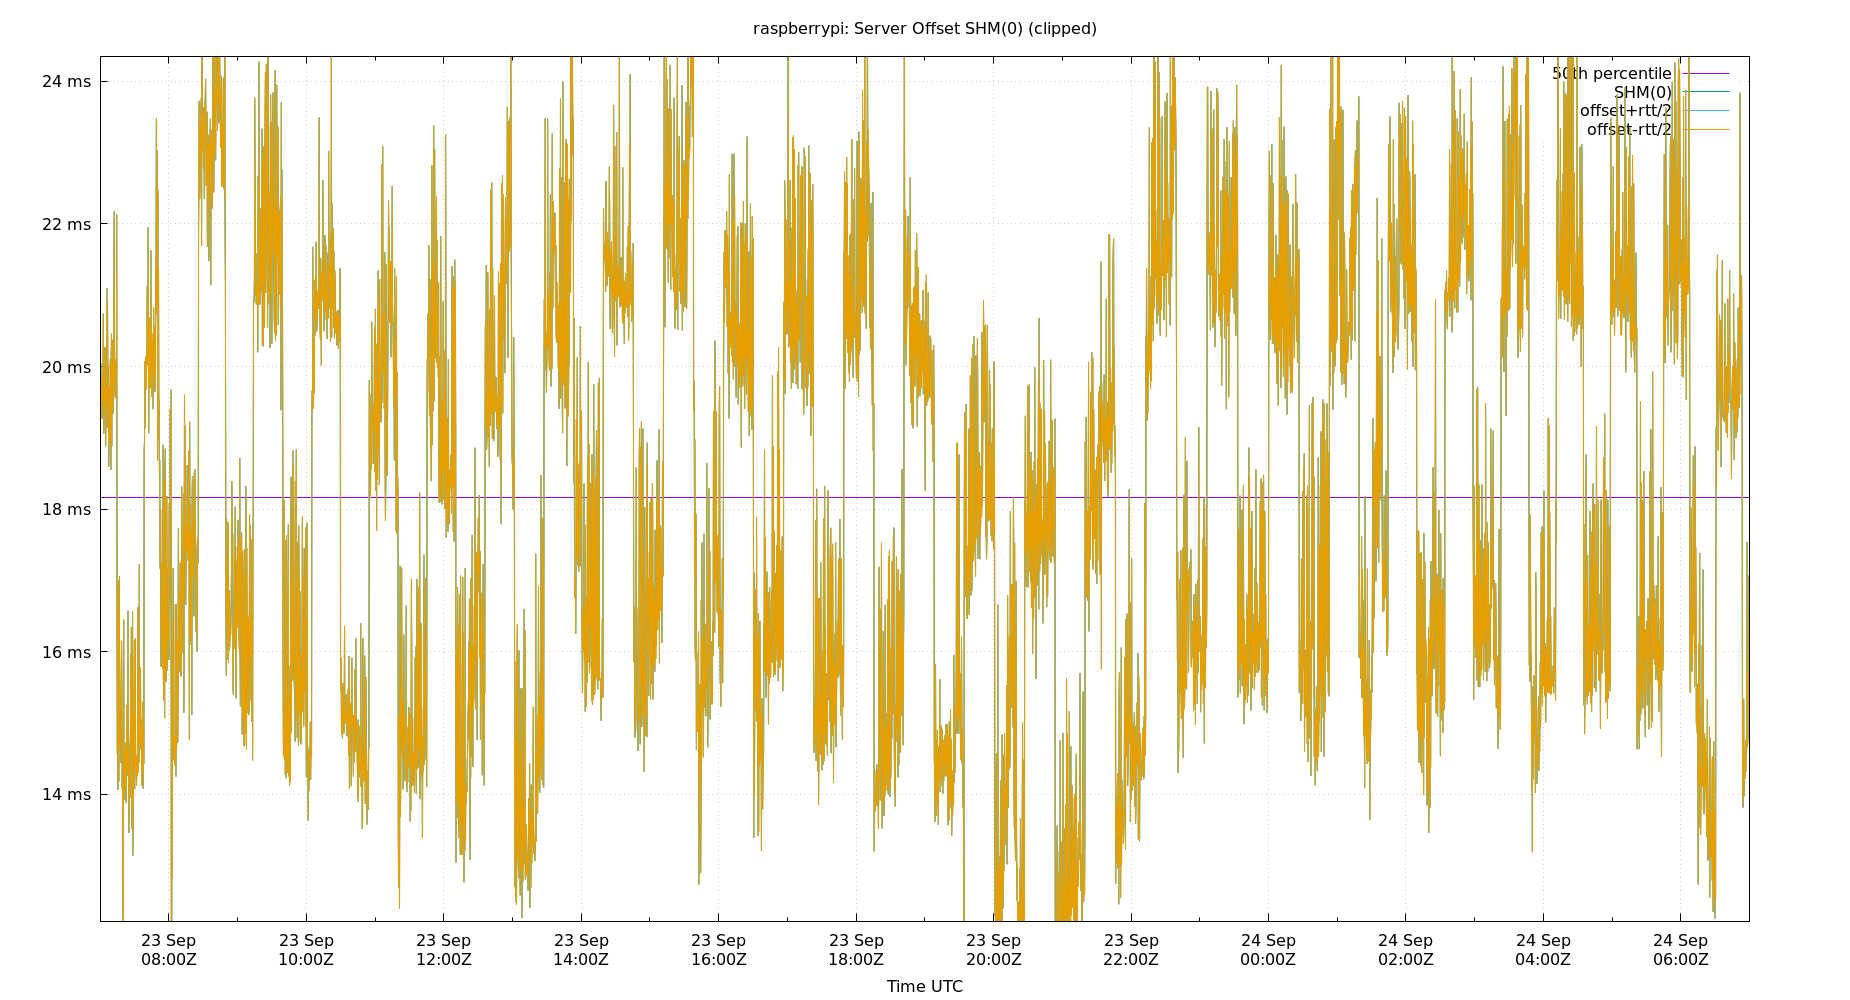 raspberrypi: Server Offset SHM(0) (clipped)
24 ms
22 ms
20 ms
18 ms
16 ms
14 ms
50th percentile
SHM(0)
offset+rtt/2
offset-rtt/2
23 Sep 23 Sep 23 Sep 23 Sep 23 Sep 23 Sep 23 Sep 23 Sep 24 Sep 24 Sep 24 Sep 24 Sep
08:00Z 10:00Z 12:00Z 14:00Z 16:00Z 18:00Z 20:00Z 22:00Z 00:00Z 02:00Z 04:00Z 06:00Z
Time UTC